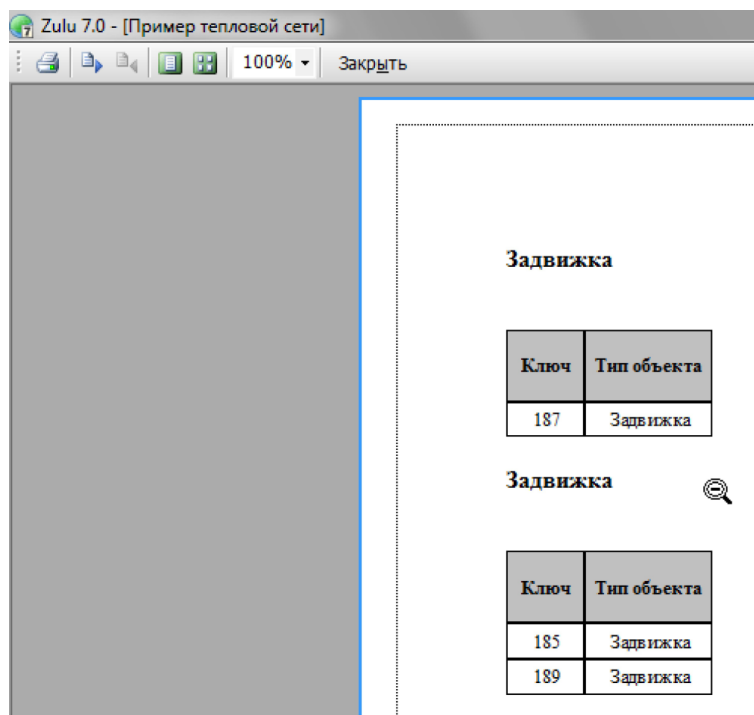 Zulu 7.0 - [Пример тепловой сети]
100% Закрыть
Задвижка
Ключ Тип объекта
187 Задвижка
Задвижка
Ключ Тип объекта
185 Задвижка
189 Задвижка